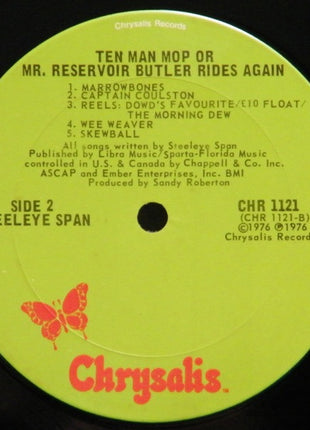 Chrysalis Records
TEN MAN MOP OR
MR. RESERVOIR BUTLER RIDES AGAIN
1. MARROWBONES
2. CAPTAIN COULSTON
3. REELS: DOWD'S FAVOURITE/£10 FLOAT/
THE MORNING DEW
4. WEE WEAVER
5. SKEWBALL
All songs written by Steeleye Span
Published by Libra Music/Sparta-Florida Music
controlled in U.S. & Canada by Chappell & Co. Inc.
ASCAP and Ember Enterprises, Inc. BMI
Produced by Sandy Roberton
SIDE 2
EELEYE SPAN
CHR 1121
(CHR 1121-B)
©1976 ℗1976
Chrysalis Record
Chrysalis™